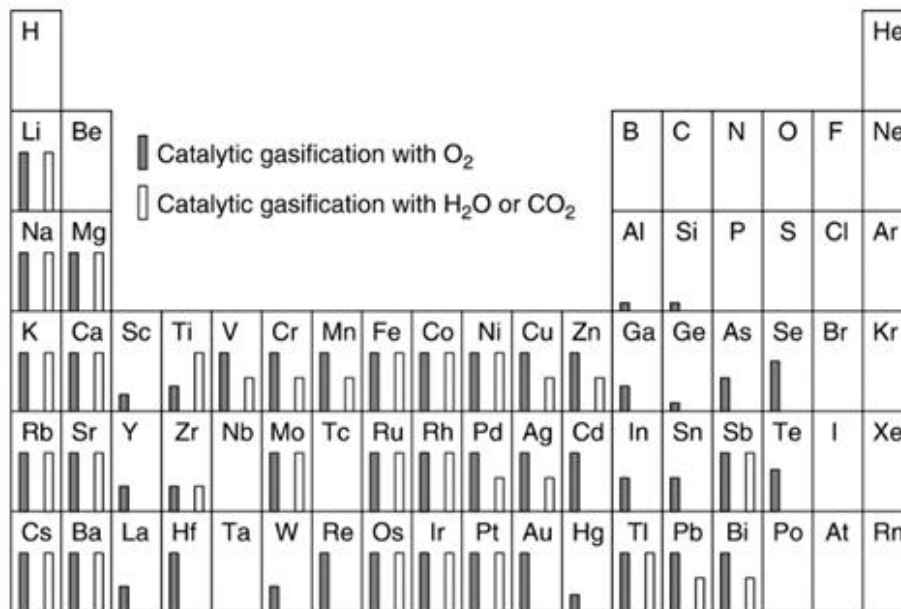 H He
Li Be B C N O F Ne
Catalytic gasification with O₂
Catalytic gasification with H₂O or CO₂
Na Mg Al Si P S Cl Ar
K Ca Sc Ti V Cr Mn Fe Co Ni Cu Zn Ga Ge As Se Br Kr
Rb Sr Y Zr Nb Mo Tc Ru Rh Pd Ag Cd In Sn Sb Te I Xe
Cs Ba La Hf Ta W Re Os Ir Pt Au Hg Tl Pb Bi Po At Rn